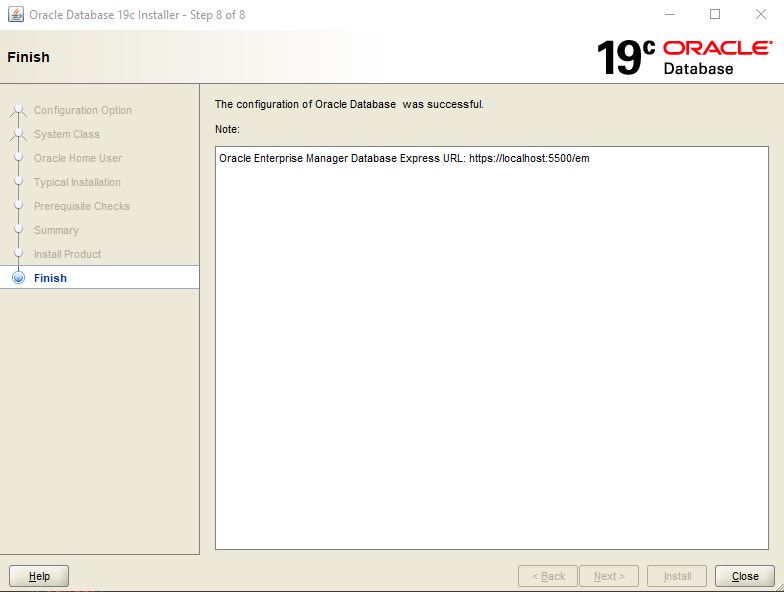 Oracle Database 19c Installer - Step 8 of 8
Finish
19c ORACLE
Database
Configuration Option
System Class
Oracle Home User
Typical Installation
Prerequisite Checks
Summary
Install Product
Finish
The configuration of Oracle Database  was successful.
Note:
Oracle Enterprise Manager Database Express URL: https://localhost:5500/em
Help
< Back
Next >
Install
Close